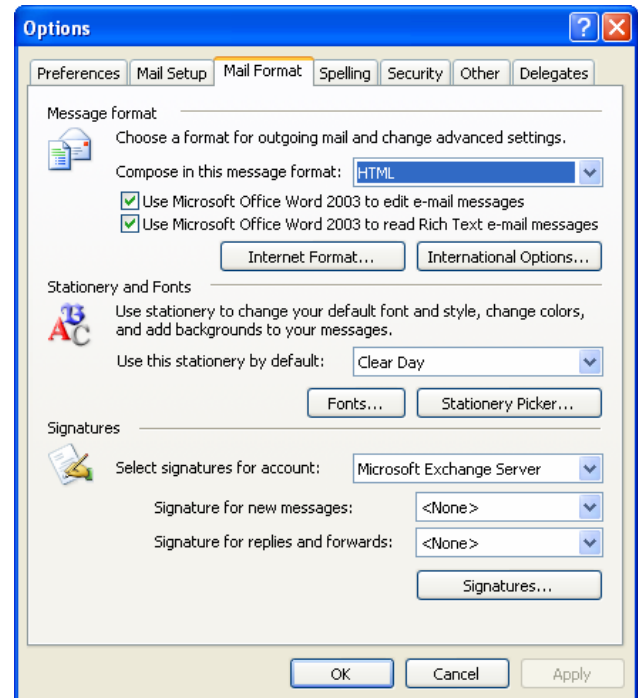 Options
Preferences Mail Setup Mail Format Spelling Security Other Delegates
Message format
Choose a format for outgoing mail and change advanced settings.
Compose in this message format: HTML
Use Microsoft Office Word 2003 to edit e-mail messages
Use Microsoft Office Word 2003 to read Rich Text e-mail messages
Internet Format... International Options...
Stationery and Fonts
Use stationery to change your default font and style, change colors,
and add backgrounds to your messages.
Use this stationery by default: Clear Day
Fonts... Stationery Picker...
Signatures
Select signatures for account: Microsoft Exchange Server
Signature for new messages: <None>
Signature for replies and forwards: <None>
Signatures...
OK Cancel Apply